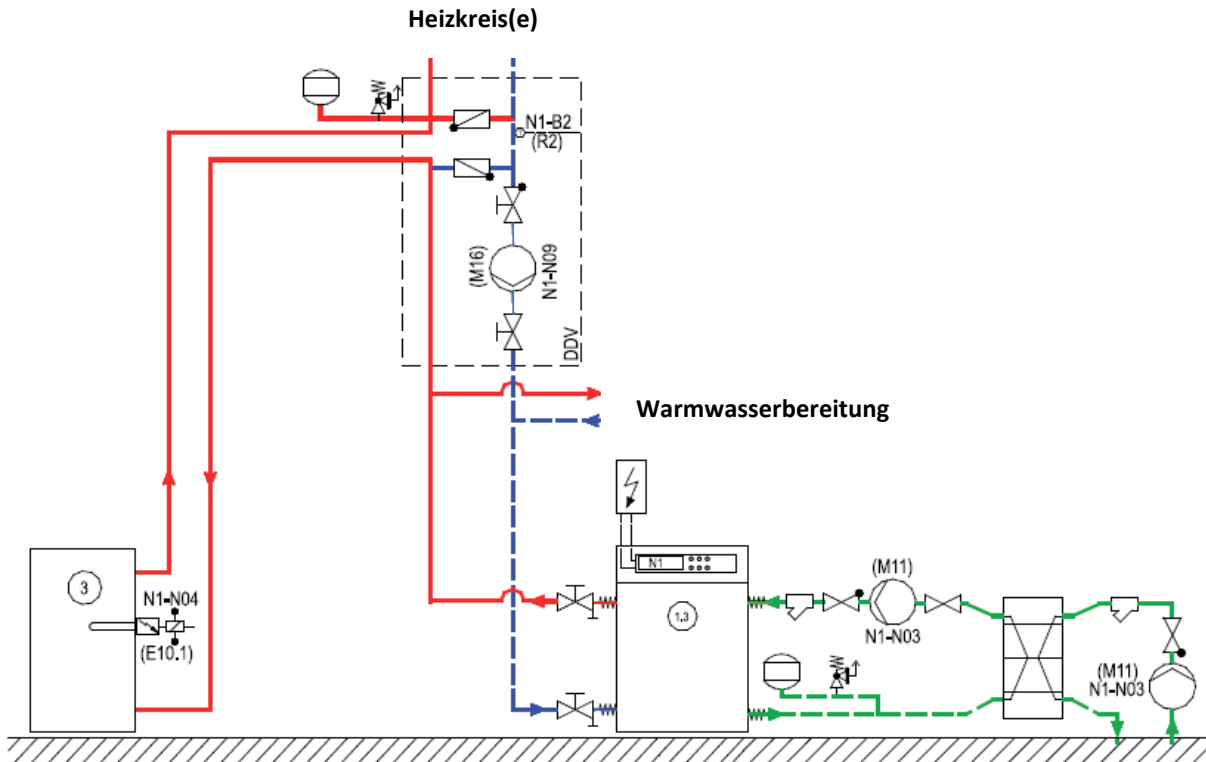 Heizkreis(e)
N1-B2
(R2)
(M16)
N1-N09
DDV
Warmwasserbereitung
N1
3
N1-N04
(E10.1)
1,3
(M11)
N1-N03
(M11)
N1-N03